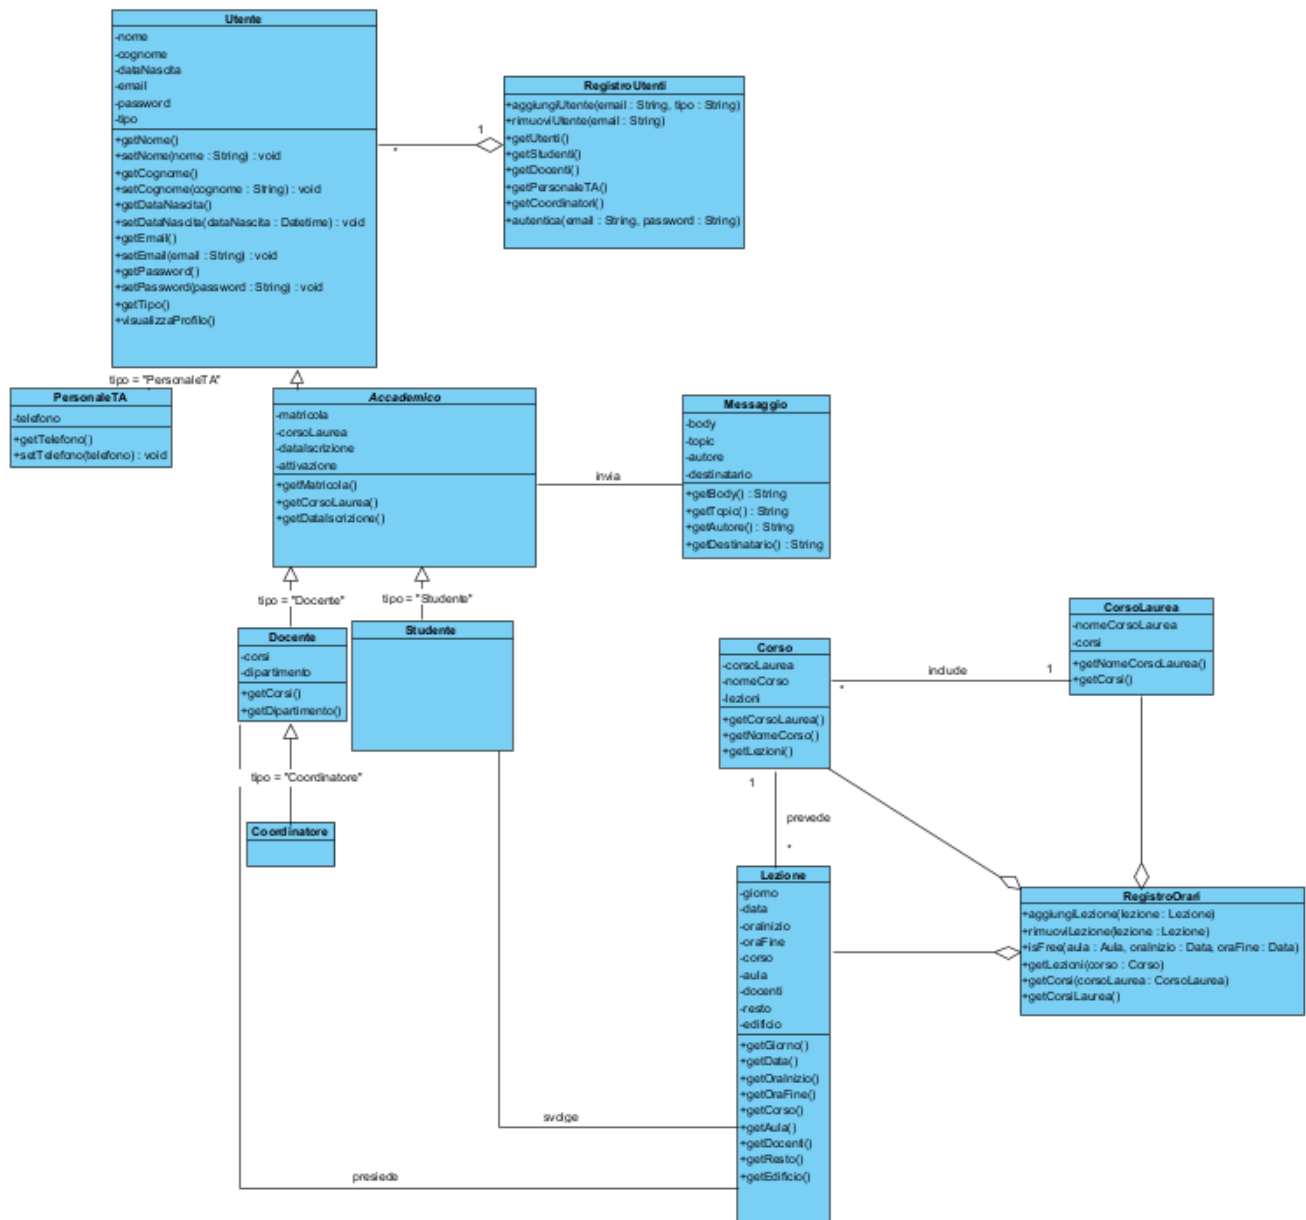 Utente
-nome
-cognome
-dataNascita
-email
-password
-tipo
+getNome()
+setNome(nome : String) : void
+getCognome()
+setCognome(cognome : String) : void
+getDataNascita()
+setDataNascita(dataNascita : Datetime) : void
+getEmail()
+setEmail(email : String) : void
+getPassword()
+setPassword(password : String) : void
+getTipo()
+visualizzaProfilo()
1
*
RegistroUtenti
+aggiungiUtente(email : String, tipo : String)
+rimuoviUtente(email : String)
+getUtenti()
+getStudenti()
+getDocenti()
+getPersonaleTA()
+getCoordinatori()
+autentica(email : String, password : String)
tipo = "PersonaleTA"
PersonaleTA
-telefono
+getTelefono()
+setTelefono(telefono) : void
Accademico
-matricola
-corsoLaurea
-dataIscrizione
-attivazione
+getMatricola()
+getCorsoLaurea()
+getDataIscrizione()
invia
Messaggio
-body
-topic
-autore
-destinatario
+getBody() : String
+getTopic() : String
+getAutore() : String
+getDestinatario() : String
tipo = "Docente"
tipo = "Studente"
Docente
-corsi
-dipartimento
+getCorsi()
+getDipartimento()
Studente
tipo = "Coordinatore"
Coordinatore
Corso
-corsoLaurea
-nomeCorso
-lezioni
+getCorsoLaurea()
+getNomeCorso()
+getLezioni()
include
1
*
CorsoLaurea
-nomeCorsoLaurea
-corsi
+getNomeCorsoLaurea()
+getCorsi()
1
prevede
*
Lezione
-giorno
-data
-oraInizio
-oraFine
-corso
-aula
-docenti
-resto
-edificio
+getGiorno()
+getData()
+getOraInizio()
+getOraFine()
+getCorso()
+getAula()
+getDocenti()
+getResto()
+getEdificio()
RegistroOrari
+aggiungiLezione(lezione : Lezione)
+rimuoviLezione(lezione : Lezione)
+isFree(aula : Aula, oraInizio : Data, oraFine : Data)
+getLezioni(corso : Corso)
+getCorsi(corsoLaurea : CorsoLaurea)
+getCorsiLaurea()
svolge
presiede